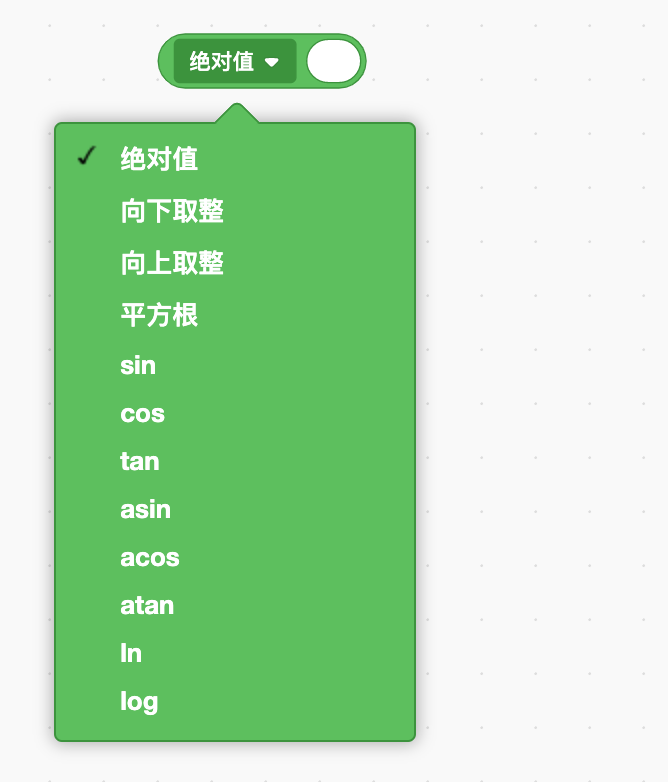 绝对值
绝对值
向下取整
向上取整
平方根
sin
cos
tan
asin
acos
atan
ln
log